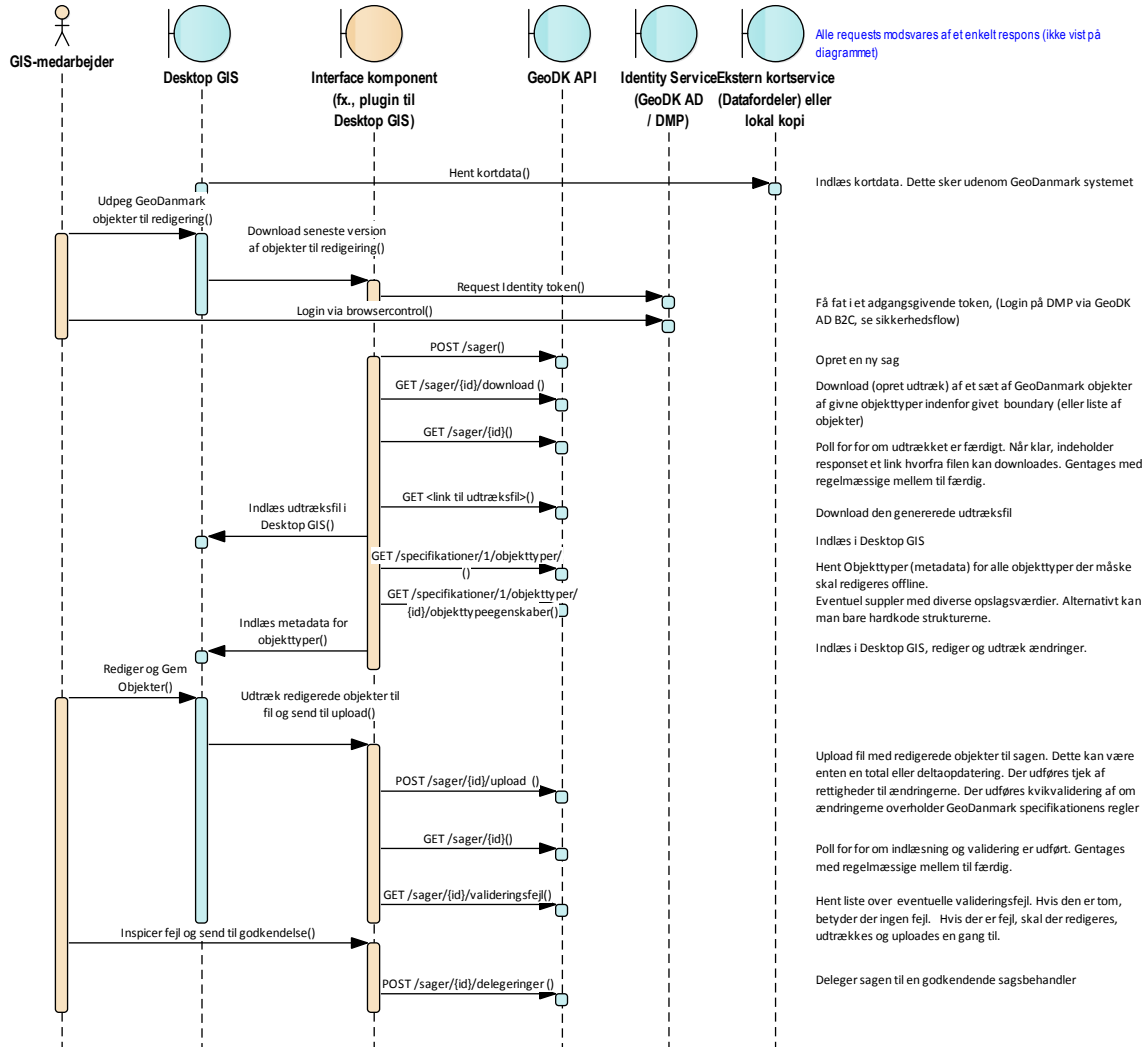 Alle requests modsvares af et enkelt respons (ikke vist på
diagrammet)
GIS-medarbejder
Desktop GIS
Interface komponent
(fx., plugin til
Desktop GIS)
GeoDK API
Identity Service
(GeoDK AD
/ DMP)
Ekstern kortservice
(Datafordeler) eller
lokal kopi
Hent kortdata()
Indlæs kortdata. Dette sker udenom GeoDanmark systemet
Udpeg GeoDanmark
objekter til redigering()
Download seneste version
af objekter til redigeiring()
Request Identity token()
Login via browsercontrol()
Få fat i et adgangsgivende token, (Login på DMP via GeoDK
AD B2C, se sikkerhedsflow)
POST /sager()
Opret en ny sag
GET /sager/{id}/download ()
Download (opret udtræk) af et sæt af GeoDanmark objekter
af givne objekttyper indenfor givet boundary (eller liste af
objekter)
GET /sager/{id}()
Poll for for om udtrækket er færdigt. Når klar, indeholder
responset et link hvorfra filen kan downloades. Gentages med
regelmæssige mellem til færdig.
GET <link til udtræksfil>()
Download den genererede udtræksfil
Indlæs udtræksfil i
Desktop GIS()
Indlæs i Desktop GIS
GET /specifikationer/1/objekttyper/
()
Hent Objekttyper (metadata) for alle objekttyper der måske
skal redigeres offline.
GET /specifikationer/1/objekttyper/
{id}/objekttypeegenskaber()
Eventuel suppler med diverse opslagsværdier. Alternativt kan
man bare hardkode strukturerne.
Indlæs metadata for
objekttyper()
Indlæs i Desktop GIS, rediger og udtræk ændringer.
Rediger og Gem
Objekter()
Udtræk redigerede objekter til
fil og send til upload()
POST /sager/{id}/upload ()
Upload fil med redigerede objekter til sagen. Dette kan være
enten en total eller deltaopdatering. Der udføres tjek af
rettigheder til ændringerne. Der udføres kvikvalidering af om
ændringerne overholder GeoDanmark specifikationens regler
GET /sager/{id}()
Poll for for om indlæsning og validering er udført. Gentages
med regelmæssige mellem til færdig.
GET /sager/{id}/valideringsfejl()
Hent liste over eventuelle valideringsfejl. Hvis den er tom,
betyder der ingen fejl. Hvis der er fejl, skal der redigeres,
udtrækkes og uploades en gang til.
Inspicer fejl og send til godkendelse()
POST /sager/{id}/delegeringer ()
Deleger sagen til en godkendende sagsbehandler